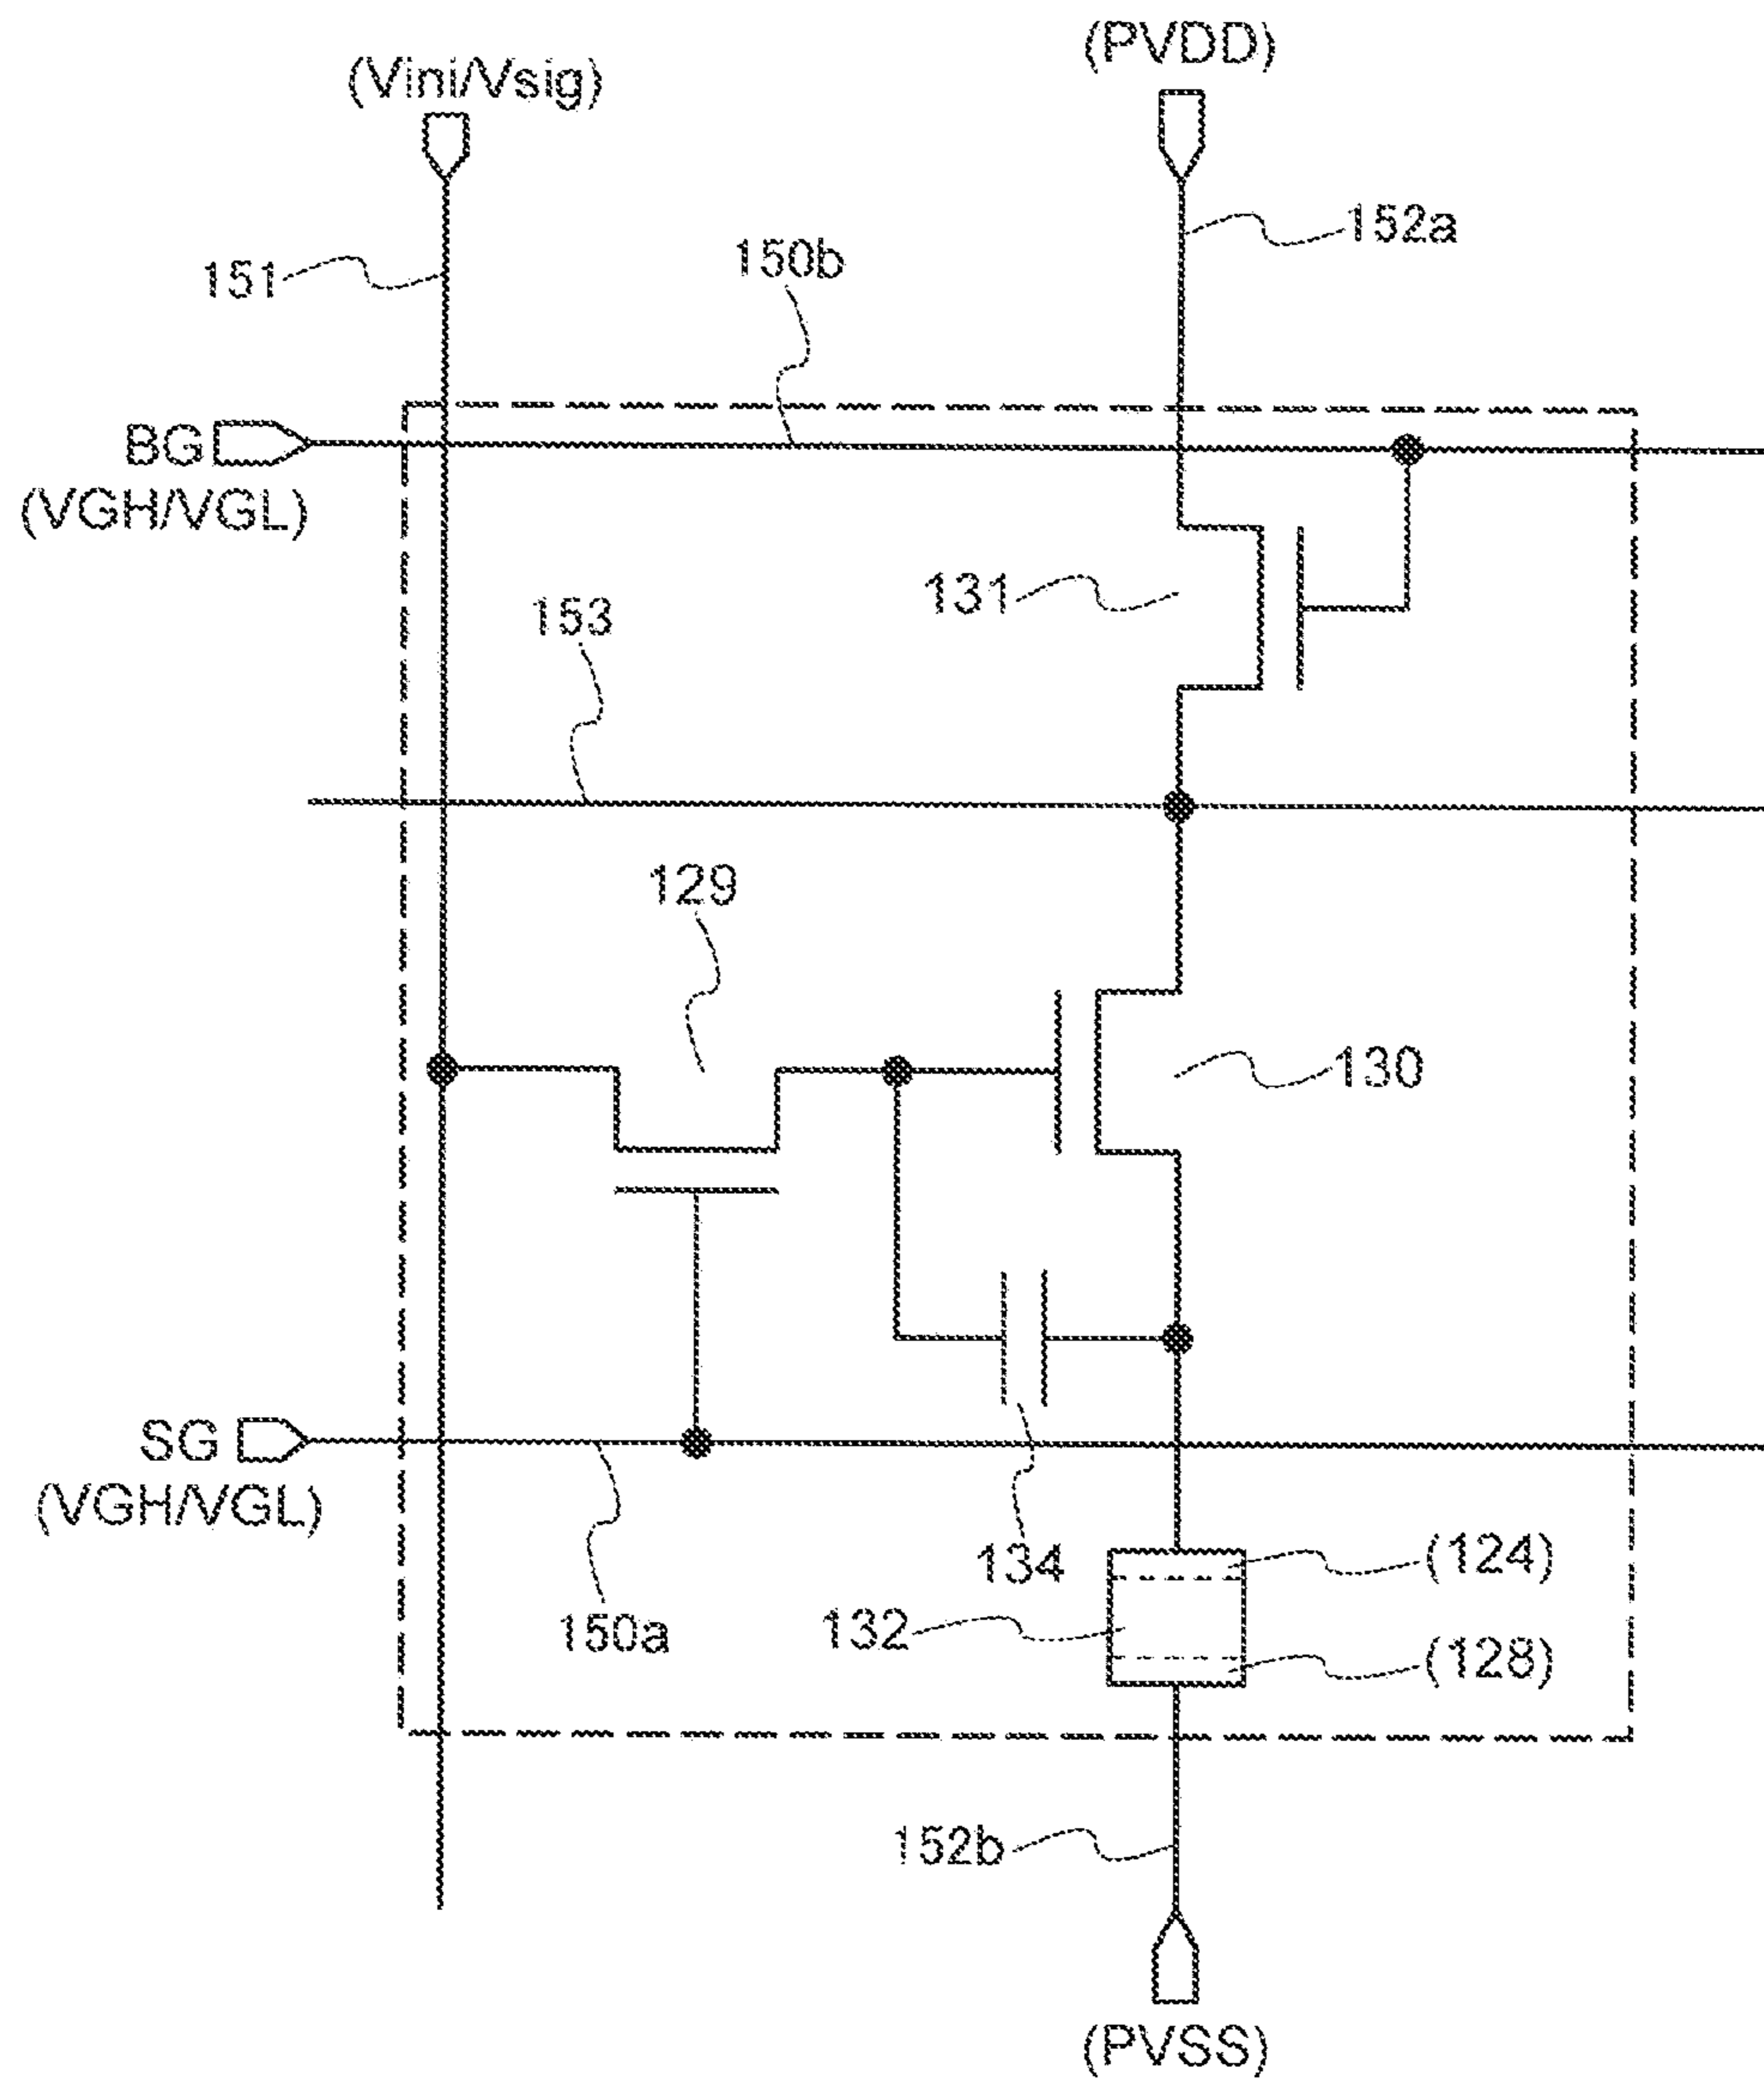 (PVDD)
(Vini/Vsig)
152a
150b
151
BG
(VGH/VGL)
131
153
129
130
SG
(VGH/VGL)
134
(124)
150a
132
(128)
152b
(PVSS)